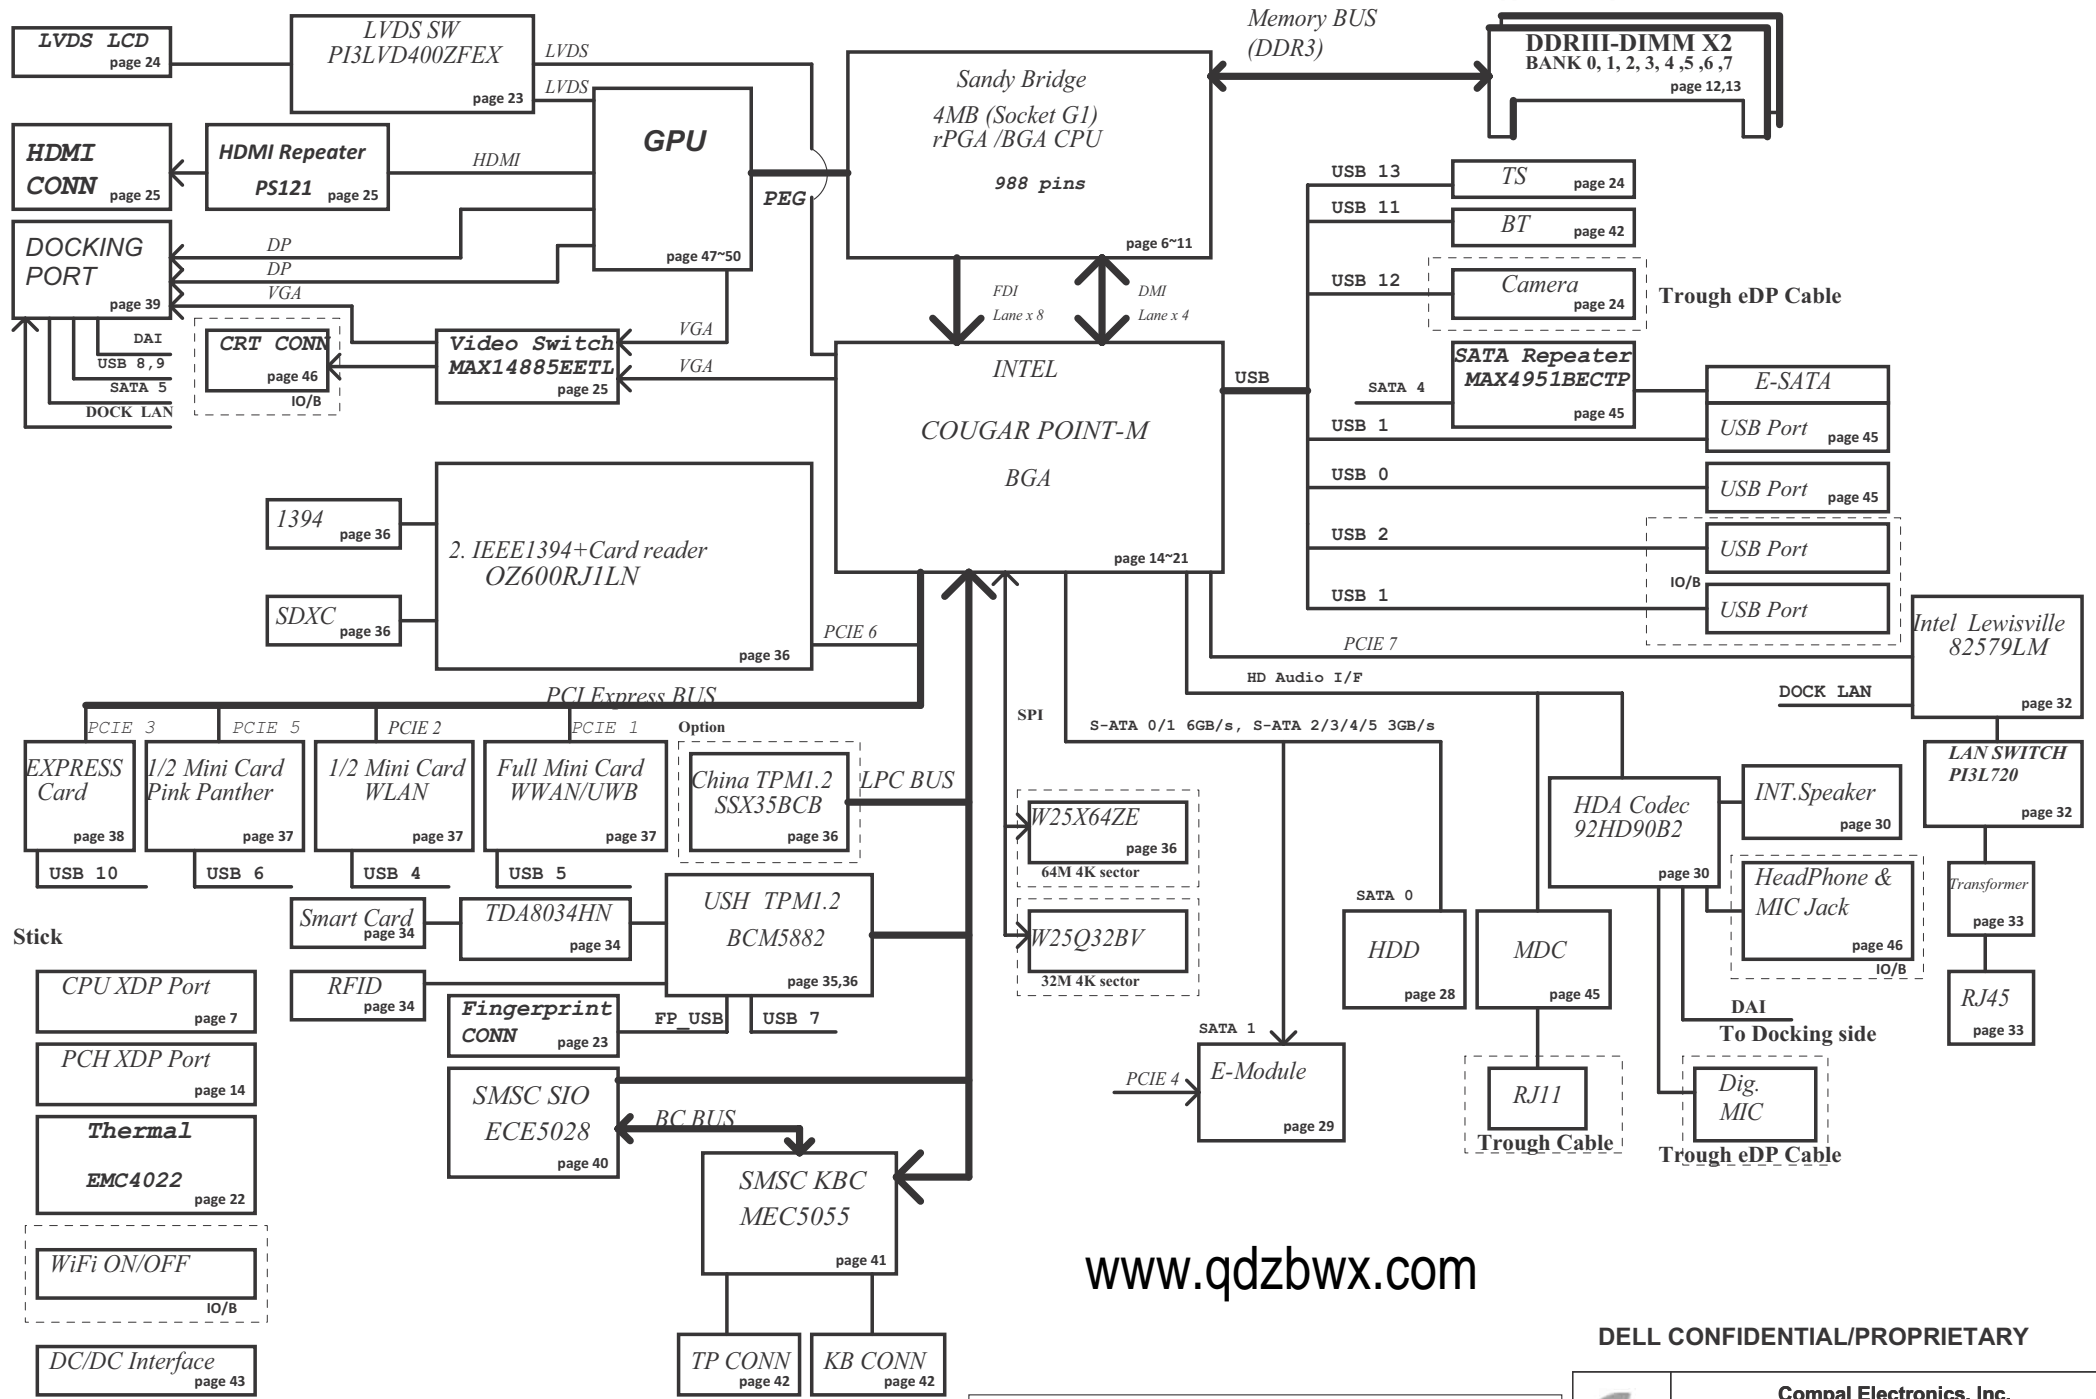 LVDS LCD
page 24
LVDS SW
PI3LVD400ZFEX
page 23
LVDS
LVDS
Memory BUS
(DDR3)
DDRIII-DIMM X2
BANK 0, 1, 2, 3, 4 ,5 ,6 ,7
page 12,13
Sandy Bridge
4MB (Socket G1)
rPGA /BGA CPU
988 pins
page 6~11
GPU
page 47~50
PEG
HDMI
CONN
page 25
HDMI Repeater
PS121
page 25
HDMI
DOCKING
PORT
page 39
DP
DP
VGA
DAI
USB 8,9
SATA 5
DOCK LAN
CRT CONN
page 46
IO/B
Video Switch
MAX14885EETL
page 25
VGA
VGA
FDI
Lane x 8
DMI
Lane x 4
INTEL
COUGAR POINT-M
BGA
page 14~21
USB
USB 13
TS
page 24
USB 11
BT
page 42
USB 12
Camera
page 24
Trough eDP Cable
SATA 4
SATA Repeater
MAX4951BECTP
page 45
E-SATA
USB 1
USB Port
page 45
USB 0
USB Port
page 45
USB 2
USB Port
IO/B
USB 1
USB Port
1394
page 36
SDXC
page 36
2. IEEE1394+Card reader
OZ600RJ1LN
page 36
PCIE 6
PCI Express BUS
PCIE 3
PCIE 5
PCIE 2
PCIE 1
EXPRESS
Card
page 38
USB 10
1/2 Mini Card
Pink Panther
page 37
USB 6
1/2 Mini Card
WLAN
page 37
USB 4
Full Mini Card
WWAN/UWB
page 37
USB 5
Option
China TPM1.2
SSX35BCB
page 36
LPC BUS
SPI
W25X64ZE
page 36
64M 4K sector
W25Q32BV
32M 4K sector
PCIE 7
HD Audio I/F
S-ATA 0/1 6GB/s, S-ATA 2/3/4/5 3GB/s
Intel Lewisville
82579LM
page 32
DOCK LAN
LAN SWITCH
PI3L720
page 32
Transformer
page 33
RJ45
page 33
HDA Codec
92HD90B2
page 30
INT.Speaker
page 30
HeadPhone &
MIC Jack
page 46
IO/B
DAI
To Docking side
Dig.
MIC
Trough eDP Cable
SATA 0
HDD
page 28
MDC
page 45
RJ11
Trough Cable
SATA 1
PCIE 4
E-Module
page 29
Smart Card
page 34
TDA8034HN
page 34
USH TPM1.2
BCM5882
page 35,36
RFID
page 34
Fingerprint
CONN
page 23
FP_USB
USB 7
SMSC SIO
ECE5028
page 40
BC BUS
SMSC KBC
MEC5055
page 41
TP CONN
page 42
KB CONN
page 42
Stick
CPU XDP Port
page 7
PCH XDP Port
page 14
Thermal
EMC4022
page 22
WiFi ON/OFF
IO/B
DC/DC Interface
page 43
www.qdzbwx.com
DELL CONFIDENTIAL/PROPRIETARY
Compal Electronics, Inc.